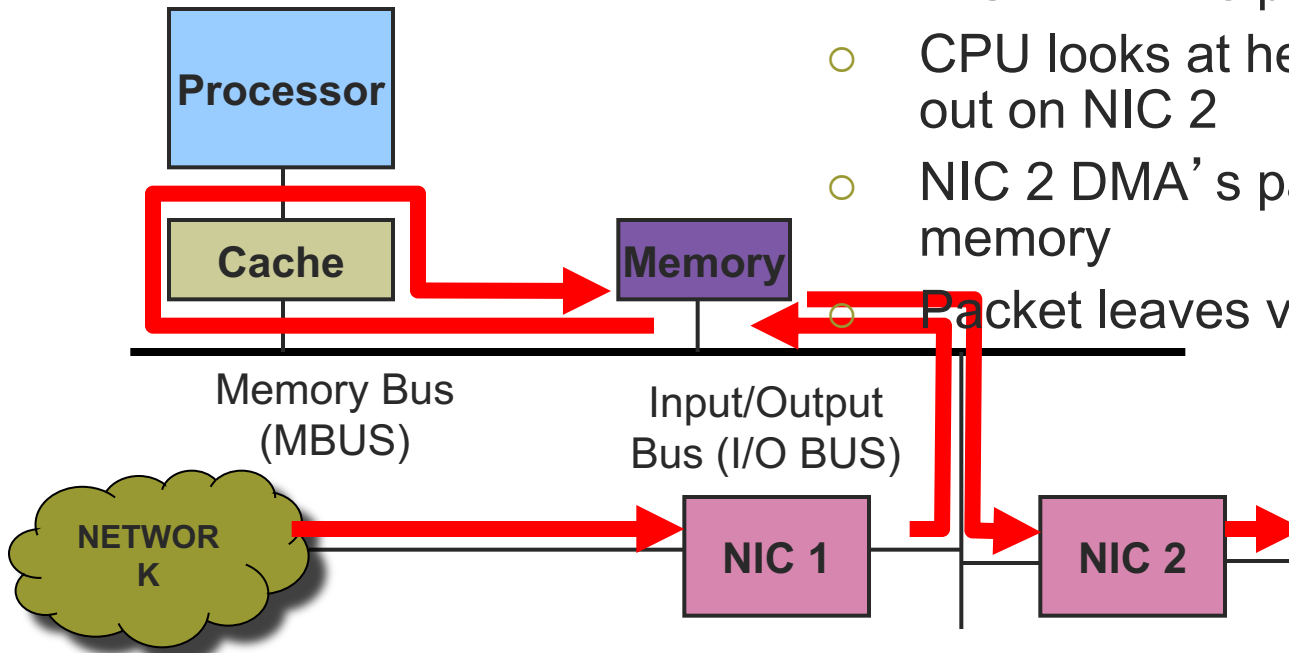 CPU looks at he
out on NIC 2
NIC 2 DMA's pa
memory
Packet leaves v
Processor
Cache
Memory
Memory Bus
(MBUS)
Input/Output
Bus (I/O BUS)
NETWOR
K
NIC 1
NIC 2